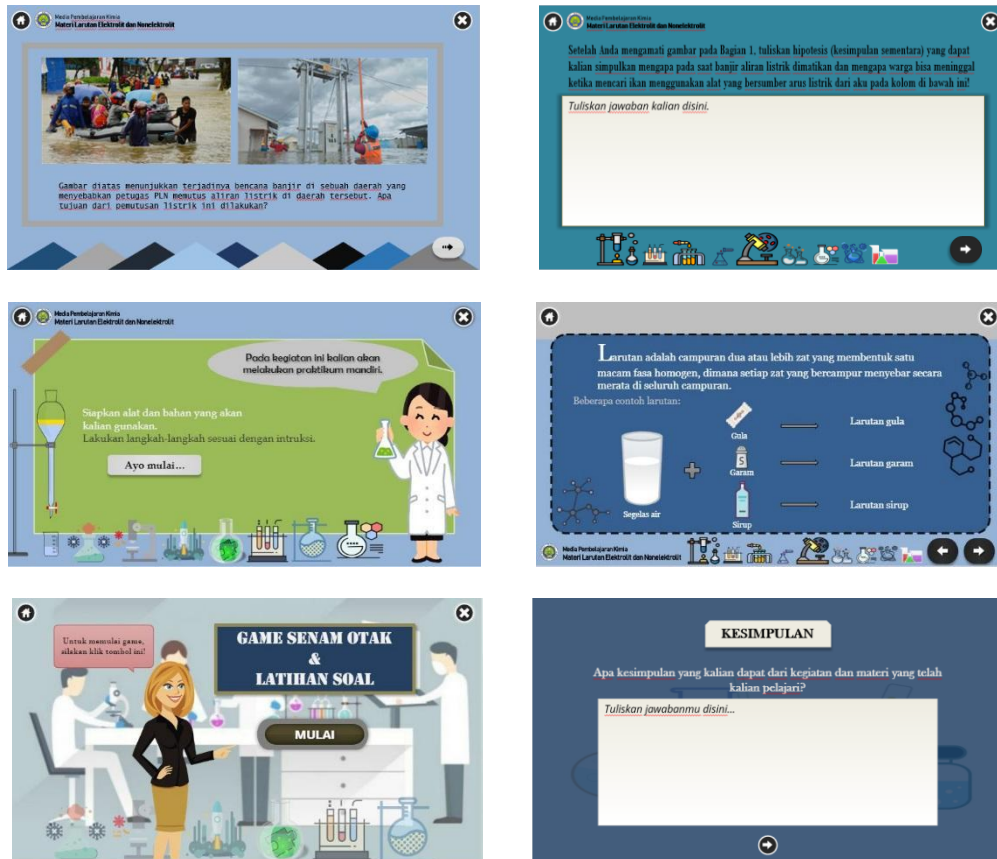 Media Pembelajaran Kimia
Materi Larutan Elektrolit dan Nonelektrolit
Gambar diatas menunjukkan terjadinya bencana banjir di sebuah daerah yang
menyebabkan petugas PLN memutus aliran listrik di daerah tersebut. Apa
tujuan dari pemutusan listrik ini dilakukan?
Media Pembelajaran Kimia
Materi Larutan Elektrolit dan Nonelektrolit
Setelah Anda mengamati gambar pada Bagian 1, tuliskan hipotesis (kesimpulan sementara) yang dapat
kalian simpulkan mengapa pada saat banjir aliran listrik dimatikan dan mengapa warga bisa meninggal
ketika mencari ikan menggunakan alat yang bersumber arus listrik dari aku pada kolom di bawah ini!
Tuliskan jawaban kalian disini.
Media Pembelajaran Kimia
Materi Larutan Elektrolit dan Nonelektrolit
Pada kegiatan ini kalian akan
melakukan praktikum mandiri.
Siapkan alat dan bahan yang akan
kalian gunakan.
Lakukan langkah-langkah sesuai dengan intruksi.
Ayo mulai...
Larutan adalah campuran dua atau lebih zat yang membentuk satu
macam fasa homogen, dimana setiap zat yang bercampur menyebar secara
merata di seluruh campuran.
Beberapa contoh larutan:
Segelas air
Gula
Larutan gula
S
Garam
Larutan garam
Sirup
Larutan sirup
Media Pembelajaran Kimia
Materi Larutan Elektrolit dan Nonelektrolit
Untuk memulai game,
silakan klik tombol ini!
GAME SENAM OTAK
&
LATIHAN SOAL
MULAI
KESIMPULAN
Apa kesimpulan yang kalian dapat dari kegiatan dan materi yang telah
kalian pelajari?
Tuliskan jawabanmu disini...